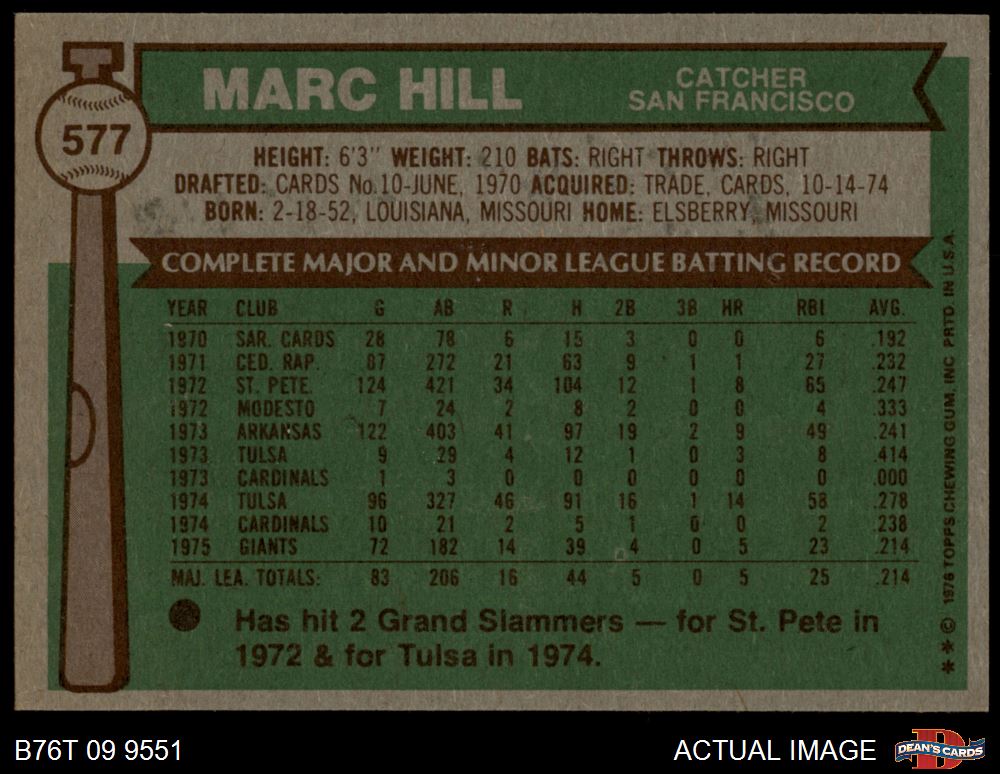 MARC HILL
CATCHER
SAN FRANCISCO
577
HEIGHT: 6'3" WEIGHT: 210 BATS: RIGHT THROWS: RIGHT
DRAFTED: CARDS No.10-JUNE, 1970 ACQUIRED: TRADE, CARDS, 10-14-74
BORN: 2-18-52, LOUISIANA, MISSOURI HOME: ELSBERRY, MISSOURI
COMPLETE MAJOR AND MINOR LEAGUE BATTING RECORD
YEAR CLUB G AB R H 2B 3B HR RBI AVG.
1970 SAR. CARDS 28 78 6 15 3 0 0 6 .192
1971 CED. RAP. 87 272 21 63 9 1 1 27 .232
1972 ST. PETE. 124 421 34 104 12 1 8 65 .247
1972 MODESTO 7 24 2 8 2 0 0 4 .333
1973 ARKANSAS 122 403 41 97 19 2 9 49 .241
1973 TULSA 9 29 4 12 1 0 3 8 .414
1973 CARDINALS 1 3 0 0 0 0 0 0 .000
1974 TULSA 96 327 46 91 16 1 14 58 .278
1974 CARDINALS 10 21 2 5 1 0 0 2 .238
1975 GIANTS 72 182 14 39 4 0 5 23 .214
MAJ. LEA. TOTALS: 83 206 16 44 5 0 5 25 .214
Has hit 2 Grand Slammers — for St. Pete in
1972 & for Tulsa in 1974.
** © 1976 TOPPS CHEWING GUM, INC. PRTD. IN U.S.A.
B76T 09 9551
ACTUAL IMAGE
DEAN'S CARDS